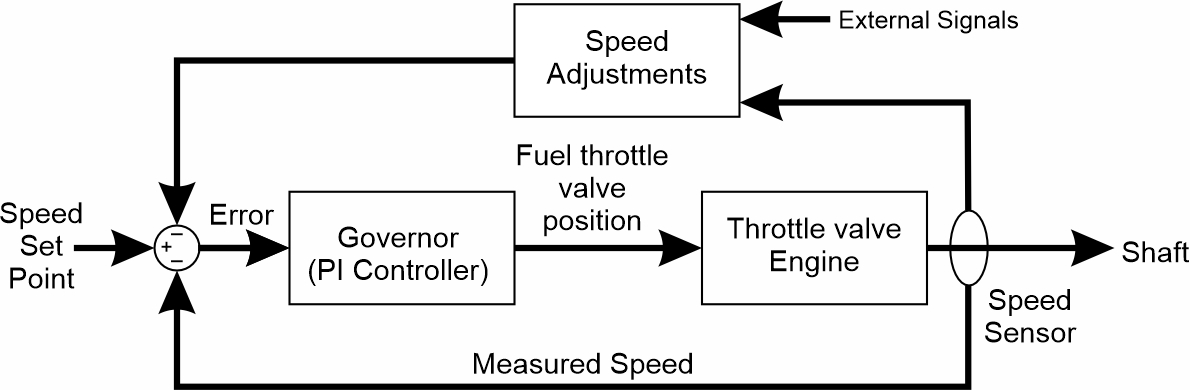 External Signals
Speed
Adjustments
Fuel throttle
valve
position
Speed
Set
Point
Error
−
+
−
Governor
(PI Controller)
Throttle valve
Engine
Shaft
Speed
Sensor
Measured Speed